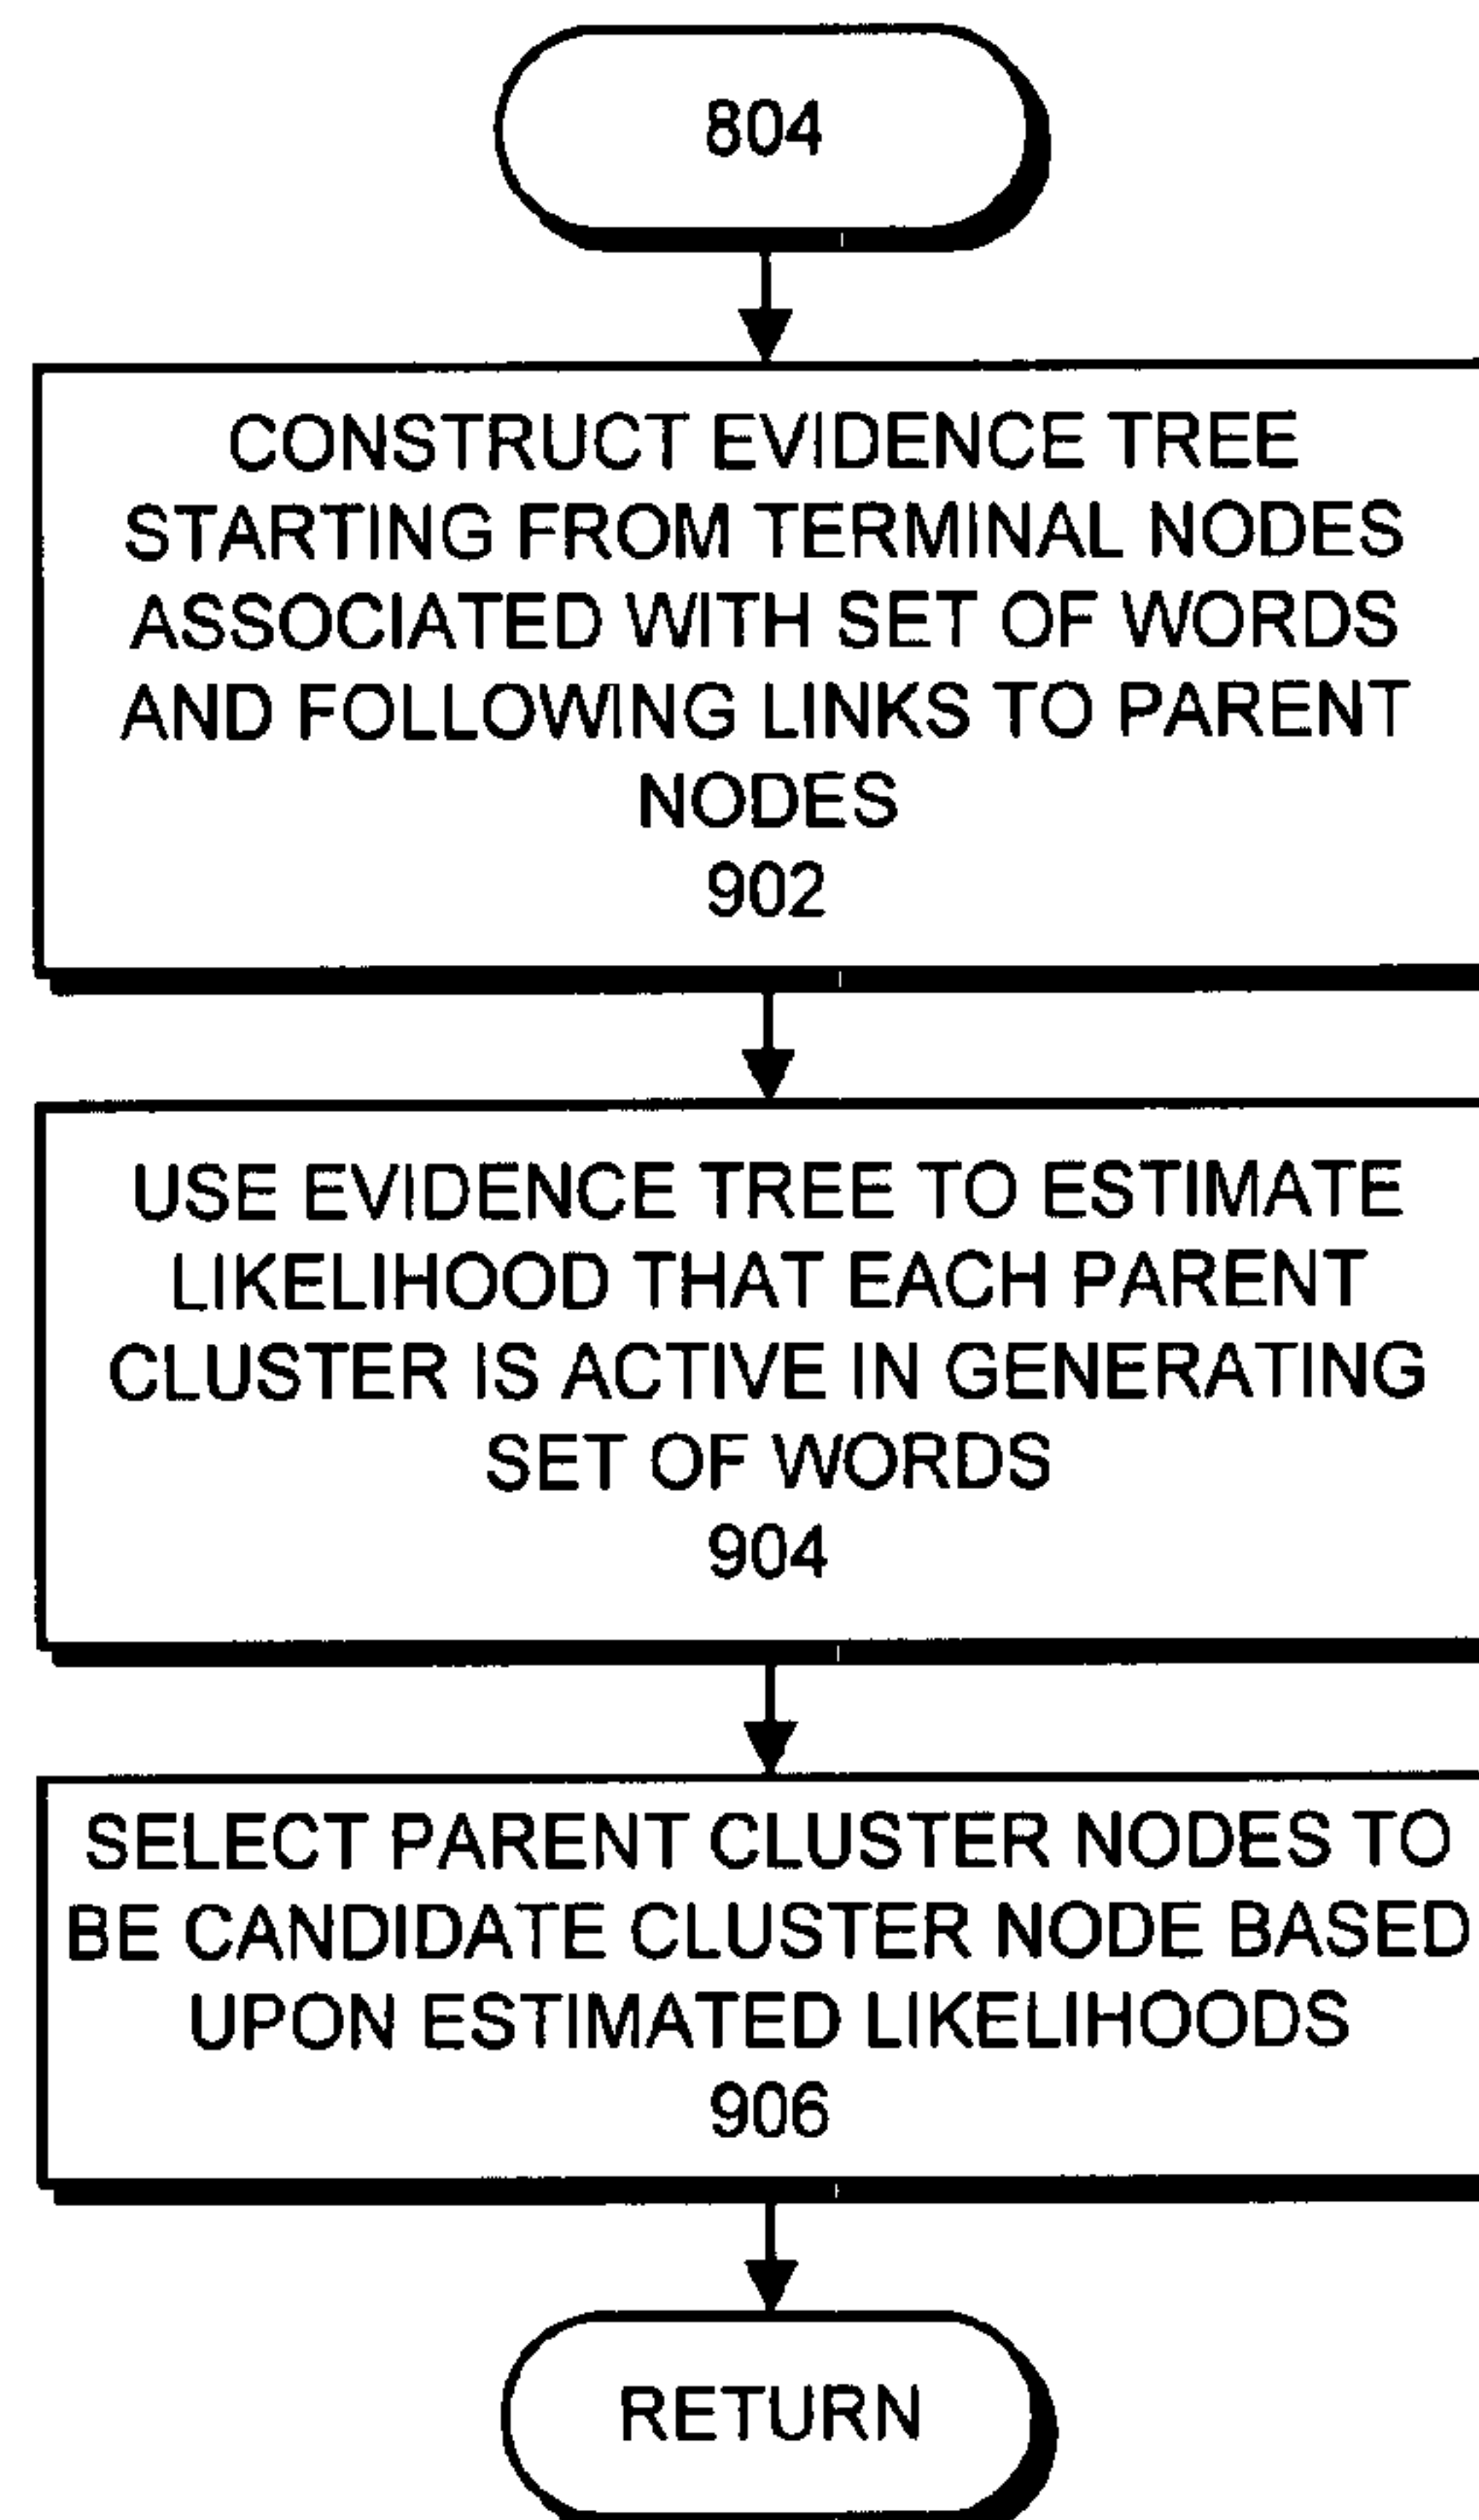 804
CONSTRUCT EVIDENCE TREE
STARTING FROM TERMINAL NODES
ASSOCIATED WITH SET OF WORDS
AND FOLLOWING LINKS TO PARENT
NODES
902
USE EVIDENCE TREE TO ESTIMATE
LIKELIHOOD THAT EACH PARENT
CLUSTER IS ACTIVE IN GENERATING
SET OF WORDS
904
SELECT PARENT CLUSTER NODES TO
BE CANDIDATE CLUSTER NODE BASED
UPON ESTIMATED LIKELIHOODS
906
RETURN